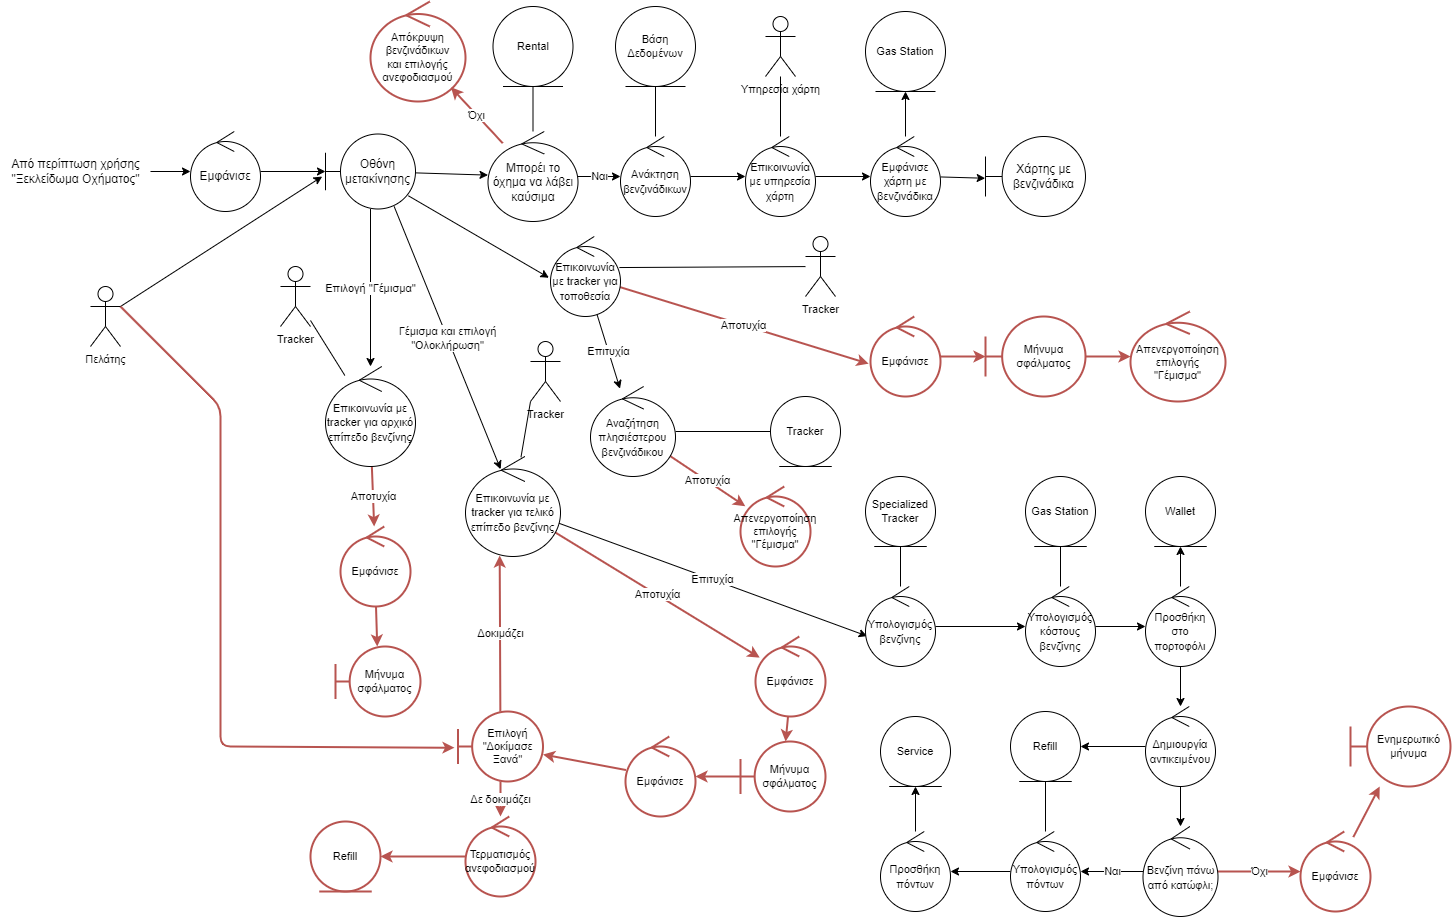 Απόκρυψη
βενζινάδικων
και επιλογής
ανεφοδιασμού
Rental
Βάση
Δεδομένων
Υπηρεσία χάρτη
Gas Station
Όχι
Από περίπτωση χρήσης
"Ξεκλείδωμα Οχήματος"
Εμφάνισε
Οθόνη
μετακίνησης
Μπορεί το
όχημα να λάβει
καύσιμα
Ναι
Ανάκτηση
βενζινάδικων
Επικοινωνία
με υπηρεσία
χάρτη
Εμφάνισε
χάρτη με
βενζινάδικα
Χάρτης με
βενζινάδικα
Πελάτης
Tracker
Επιλογή "Γέμισμα"
Γέμισμα και επιλογή
"Ολοκλήρωση"
Tracker
Επικοινωνία
με tracker για
τοποθεσία
Tracker
Αποτυχία
Επιτυχία
Εμφάνισε
Μήνυμα
σφάλματος
Απενεργοποίηση
επιλογής
"Γέμισμα"
Επικοινωνία με
tracker για αρχικό
επίπεδο βενζίνης
Αναζήτηση
πλησιέστερου
βενζινάδικου
Tracker
Αποτυχία
Απενεργοποίηση
επιλογής
"Γέμισμα"
Αποτυχία
Εμφάνισε
Μήνυμα
σφάλματος
Επικοινωνία με
tracker για τελικό
επίπεδο βενζίνης
Επιτυχία
Αποτυχία
Specialized
Tracker
Gas Station
Wallet
Υπολογισμός
βενζίνης
Υπολογισμός
κόστους
βενζίνης
Προσθήκη
στο
πορτοφόλι
Δοκιμάζει
Εμφάνισε
Μήνυμα
σφάλματος
Εμφάνισε
Επιλογή
"Δοκίμασε
Ξανά"
Δε δοκιμάζει
Τερματισμός
ανεφοδιασμού
Refill
Service
Refill
Δημιουργία
αντικειμένου
Ενημερωτικό
μήνυμα
Προσθήκη
πόντων
Υπολογισμός
πόντων
Ναι
Βενζίνη πάνω
από κατώφλι;
Όχι
Εμφάνισε